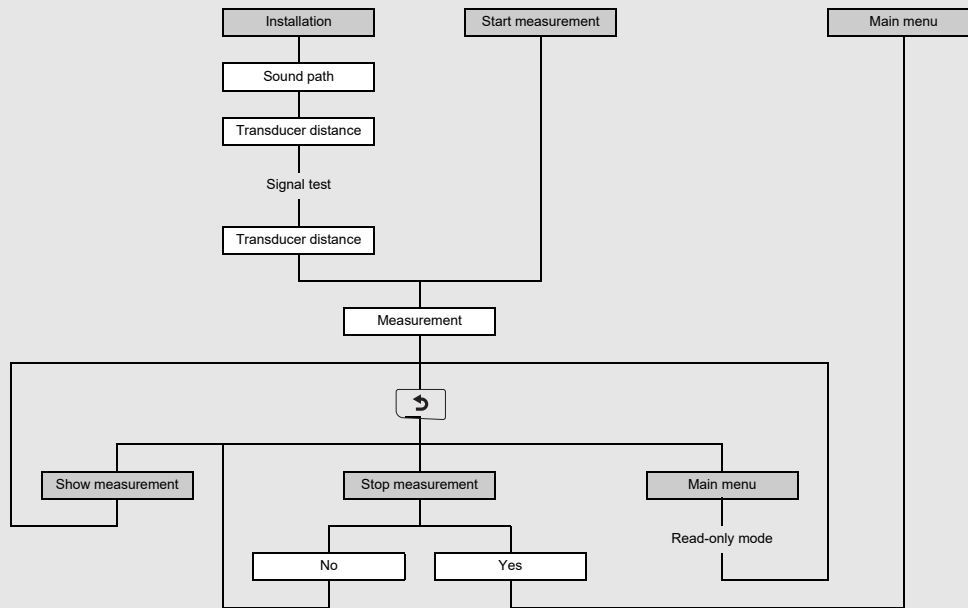 Installation
Start measurement
Main menu
Sound path
Transducer distance
Signal test
Transducer distance
Measurement
Show measurement
Stop measurement
Main menu
Read-only mode
No
Yes